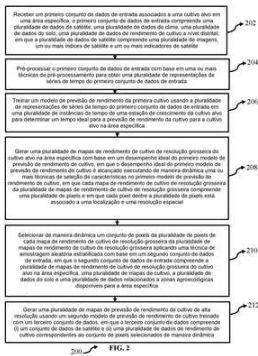 Receber um primeiro conjunto de dados de entrada associados a uma cultivo alvo em
uma área específica, o primeiro conjunto de dados de entrada compreende uma
pluralidade de dados de satélite, uma pluralidade de dados de clima, uma pluralidade
de dados do solo, uma pluralidade de dados de rendimento de cultivo a nível distrital,
em que a pluralidade de dados de satélite compreende uma pluralidade de imagens,
um ou mais índices de satélite e um ou mais indicadores de satélite
202
Pré-processar o primeiro conjunto de dados de entrada com base em uma ou mais
técnicas de pré-processamento para obter uma pluralidade de representações de
séries de tempo do primeiro conjunto de dados de entrada
204
Treinar um modelo de previsão de rendimento da primeira cultivo usando a pluralidade
de representações de séries de tempo do primeiro conjunto de dados de entrada em
uma pluralidade de instâncias de tempo de uma estação de crescimento da cultivo alvo
para determinar um tempo ideal para a previsão de rendimento da cultivo para a cultivo
alvo na área específica
206
Gerar uma pluralidade de mapas de rendimento de cultivo de resolução grosseira do
cultivo alvo na área específica com base em um desempenho ideal do primeiro modelo
de previsão de rendimento de cultivo, em que o desempenho ideal do primeiro modelo de
previsão de rendimento de cultivo é alcançado executando de maneira dinâmica uma ou
mais técnicas de seleção de características no primeiro modelo de previsão de
rendimento de cultivo, em que cada mapa de rendimento de cultivo de resolução grosseira
da pluralidade de mapas de rendimento de cultivo de resolução grosseira compreende
uma pluralidade de pixels e em que cada pixel dentre a pluralidade de pixels está
associado a uma localização e uma resolução espacial
208
Selecionar de maneira dinâmica um conjunto de pixels da pluralidade de pixels de
cada mapa de rendimento de cultivo de resolução grosseira da pluralidade de
mapas de rendimento de cultivo de resolução grosseira aplicando uma técnica de
amostragem aleatória estratificada com base em um segundo conjunto de dados
de entrada, em que o segundo conjunto de dados de entrada compreende a
pluralidade de mapas de rendimento de cultivo de resolução grosseira do cultivo
alvo na área específica, uma pluralidade de mapas de cultivo, a pluralidade de
dados do solo e uma pluralidade de dados relacionados a zonas agroecológicas
disponíveis para a área específica
210
Gerar uma pluralidade de mapas de previsão de rendimento de cultivo de alta
resolução usando um segundo modelo de previsão de rendimento de cultivo treinado
com um terceiro conjunto de dados, em que o terceiro conjunto de dados compreende
(i) um conjunto de dados de satélite e (ii) uma pluralidade de dados de rendimento de
cultivo correspondentes ao conjunto de pixels selecionados de maneira dinâmica
212
200
FIG. 2